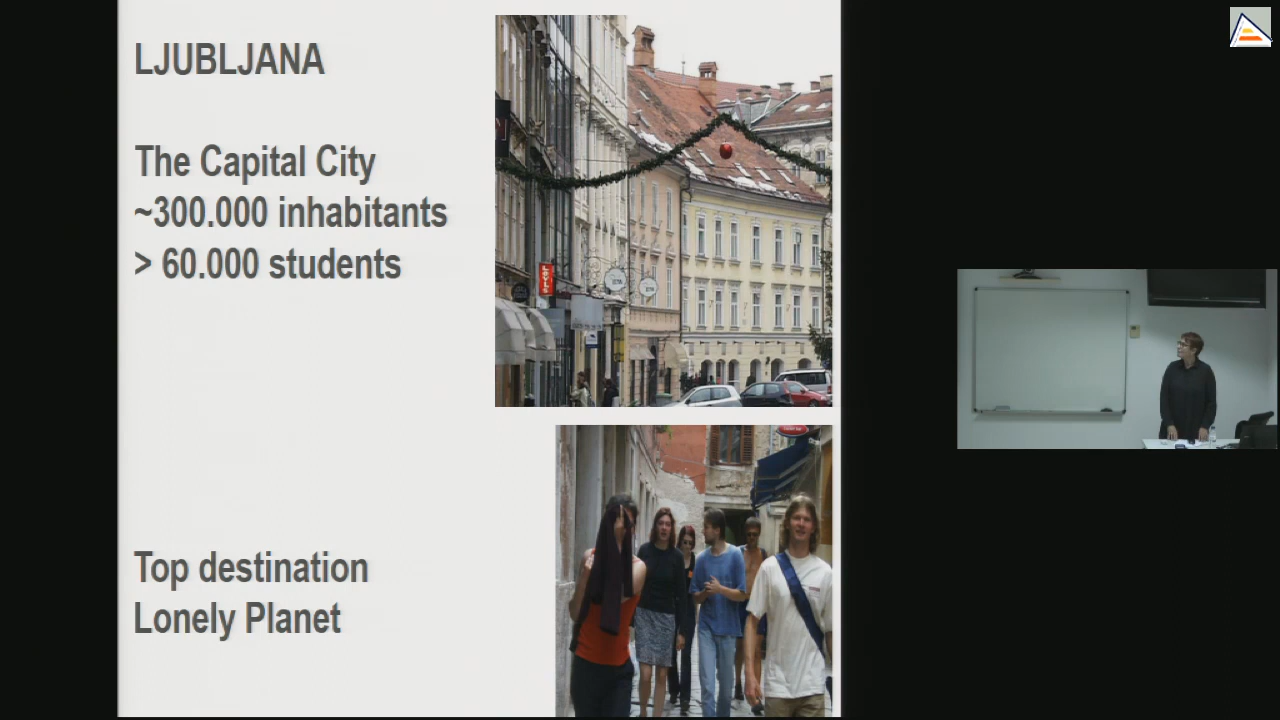 LJUBLJANA
The Capital City
~300.000 inhabitants
> 60.000 students
Top destination
Lonely Planet